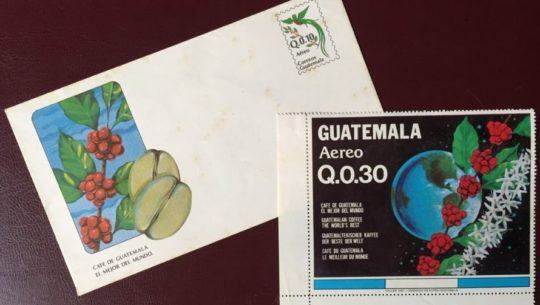 Q.0.10
Aéreo
Correos
Guatemala
CAFE DE GUATEMALA
EL MEJOR DEL MUNDO.
GUATEMALA
Aereo
Q.0.30
CAFE DE GUATEMALA
EL MEJOR DEL MUNDO
GUATEMALAN COFFEE
THE WORLD'S BEST
GUATEMALTEKISCHER KAFFEE
DER BESTE DER WELT
CAFE DU GUATEMALA
LE MEILLEUR DU MONDE